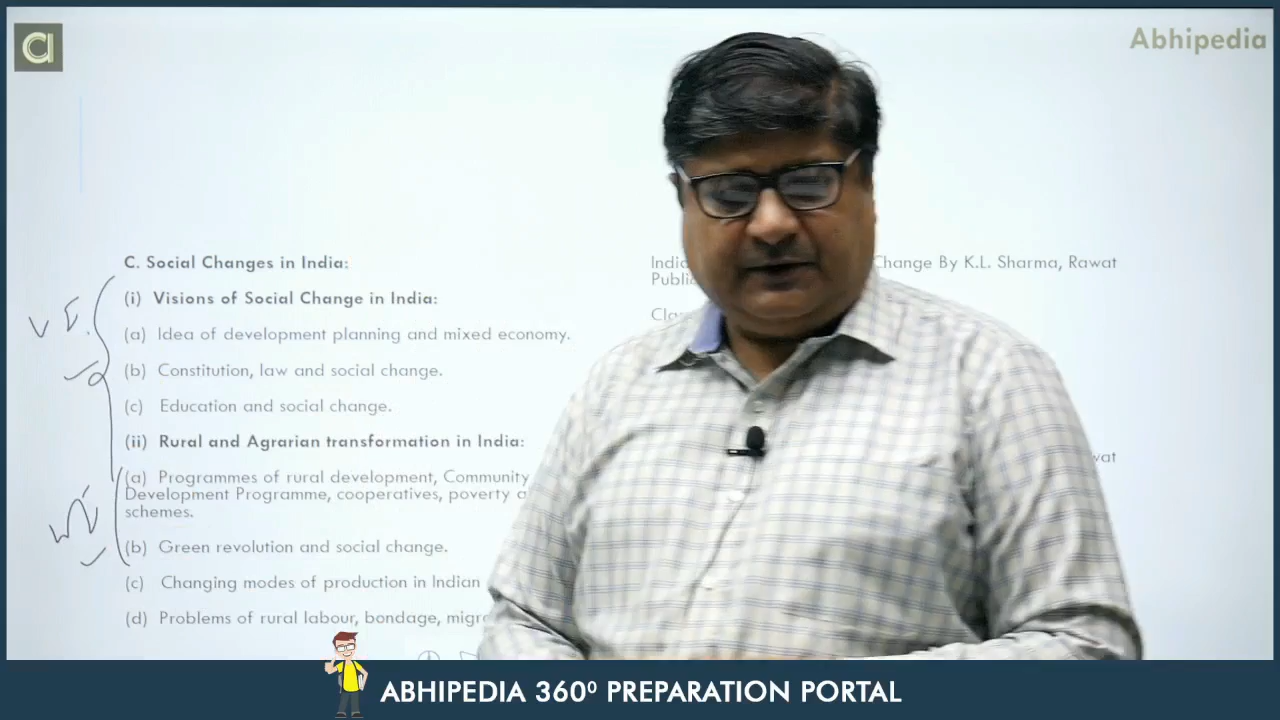 Abhipedia
C. Social Changes in India:
(i) Visions of Social Change in India:
(a) Idea of development planning and mixed economy.
(b) Constitution, law and social change.
(c) Education and social change.
(ii) Rural and Agrarian transformation in India:
(a) Programmes of rural development, Community
Development Programme, cooperatives, poverty
schemes.
(b) Green revolution and social change.
(c) Changing modes of production in Indian
(d) Problems of rural labour, bondage,
Change By K.L. Sharma, Rawat
ABHIPEDIA 360⁰ PREPARATION PORTAL